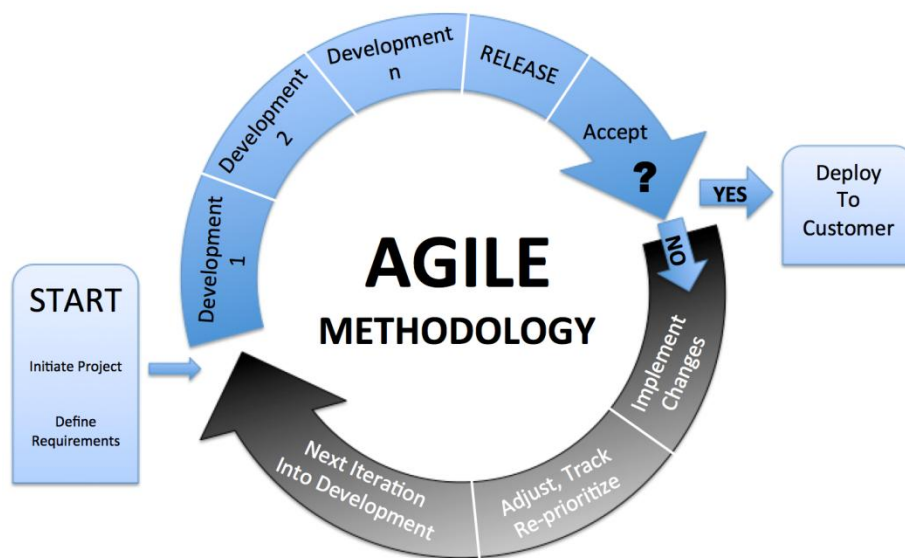 START
Initiate Project
Define
Requirements
Development
1
Development
2
Development
n
RELEASE
Accept
?
YES
Deploy
To
Customer
NO
Implement
Changes
Adjust, Track
Re-prioritize
Next Iteration
Into Development
AGILE
METHODOLOGY